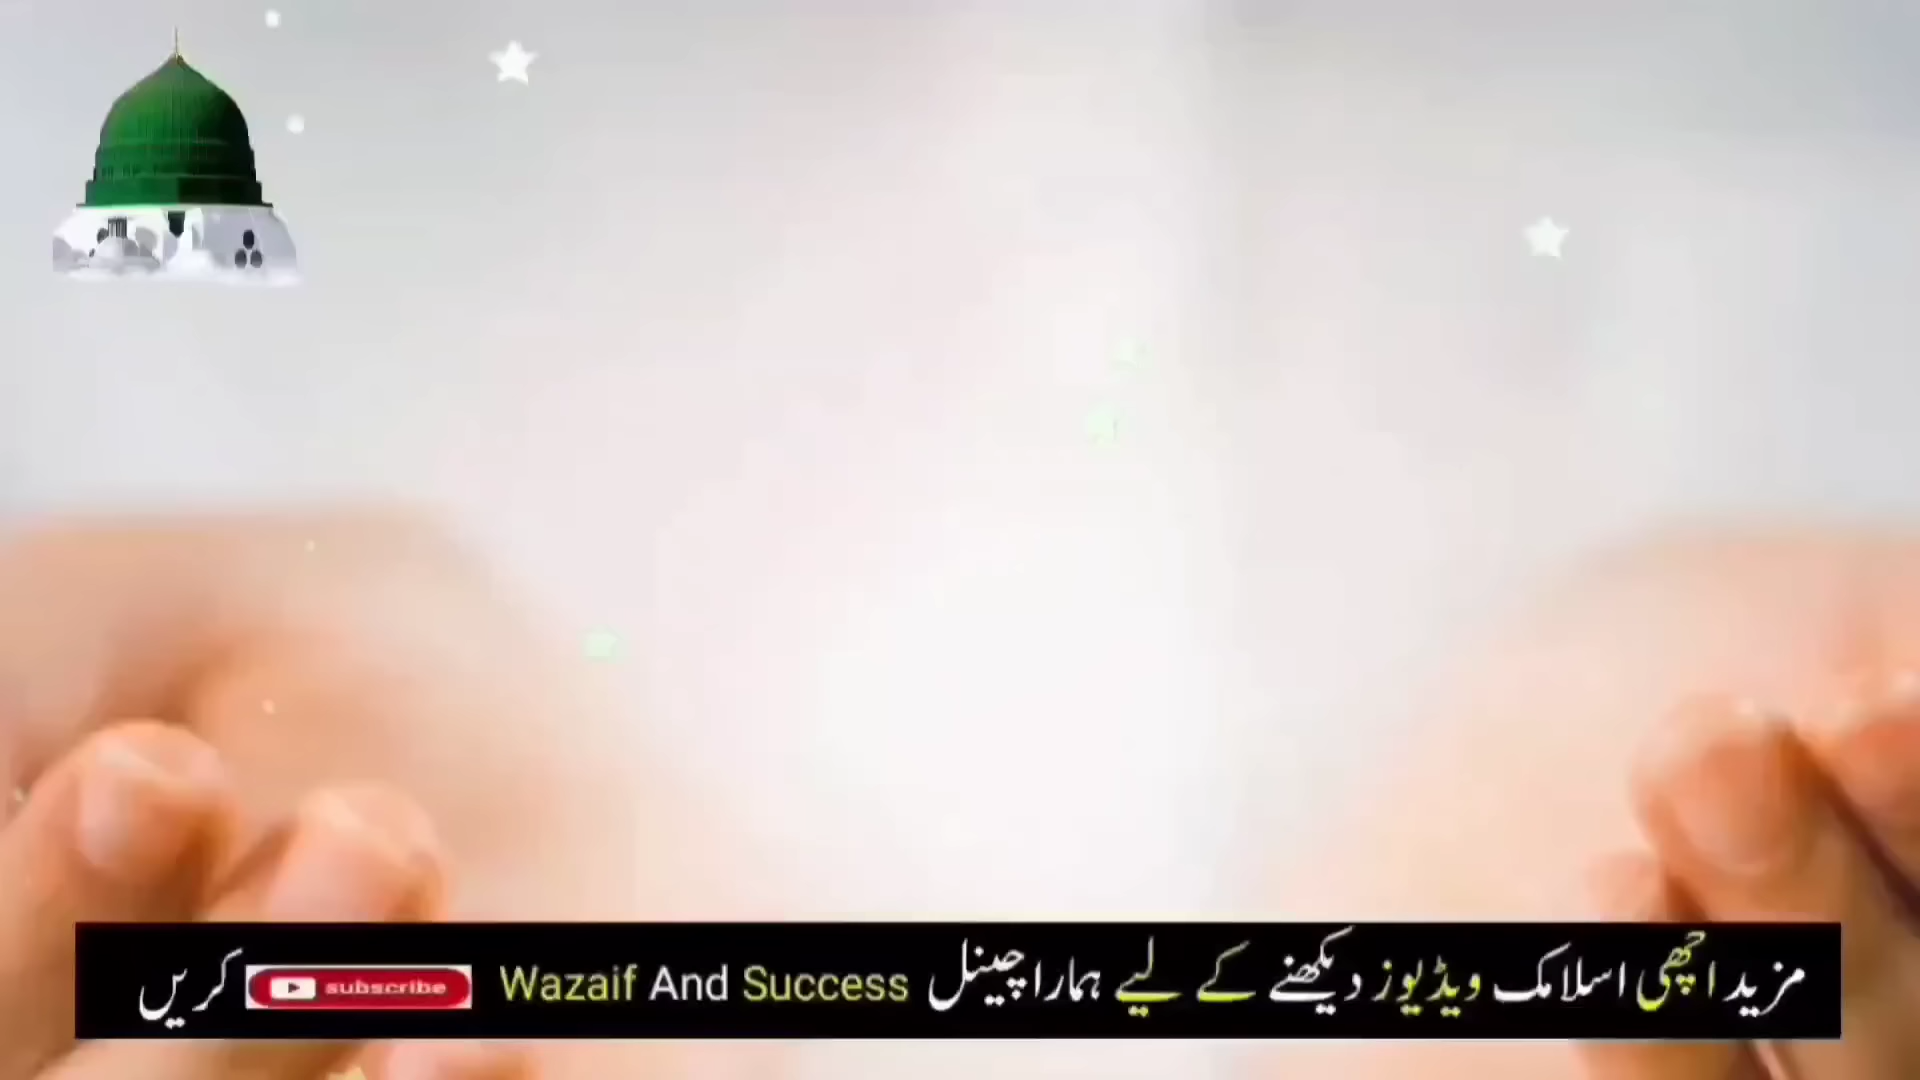 مزید اچھی اسلامک ویڈیوز دیکھنے کے لیے ہمارا چینل Wazaif And Success subscribe کریں